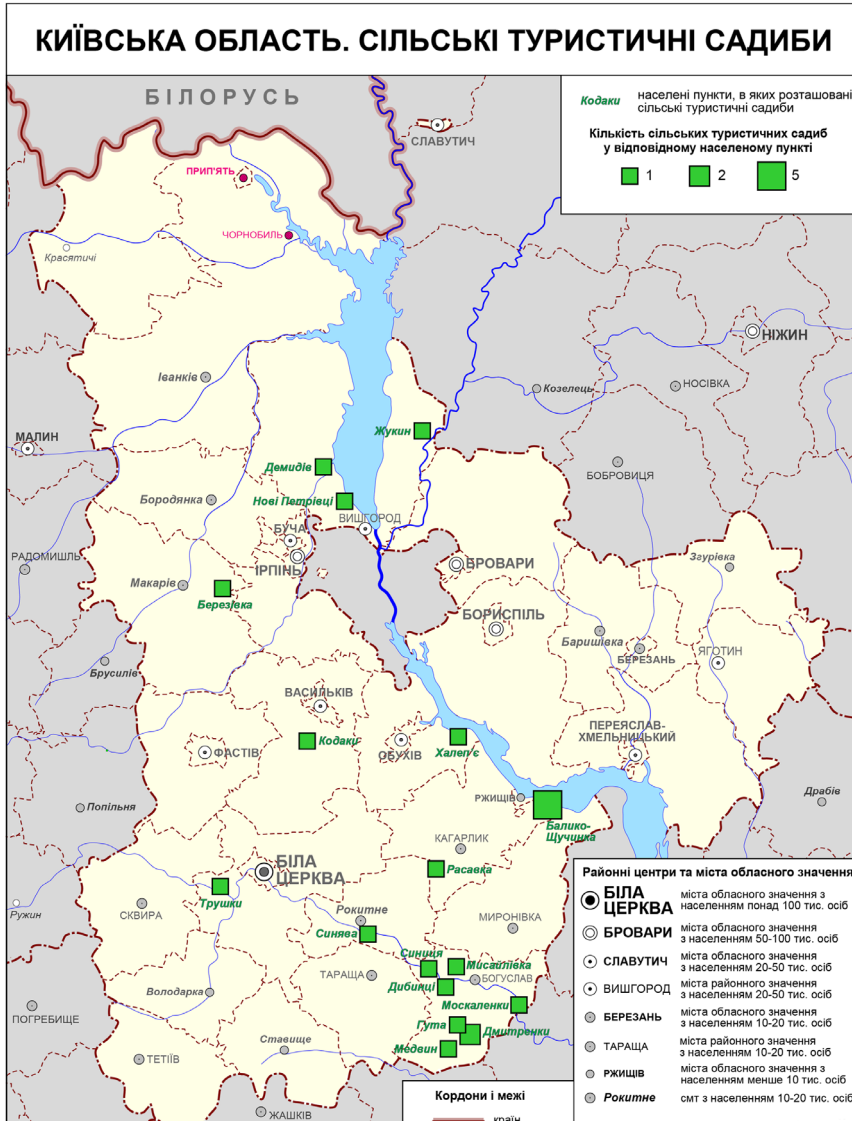 КИЇВСЬКА ОБЛАСТЬ. СІЛЬСЬКІ ТУРИСТИЧНІ САДИБИ
БІЛОРУСЬ
Кодаки
населені пункти, в яких розташовані
сільські туристичні садиби
Кількість сільських туристичних садиб
у відповідному населеному пункті
1
2
5
СЛАВУТИЧ
ПРИП'ЯТЬ
ЧОРНОБИЛЬ
Красятичі
НІЖИН
Іванків
Козелець
НОСІВКА
Жукин
МАЛИН
Демидів
БОБРОВИЦЯ
Бородянка
Нові Петрівці
ВИШГОРОД
БУЧА
РАДОМИШЛЬ
ІРПІНЬ
БРОВАРИ
Згурівка
Макарів
Березівка
БОРИСПІЛЬ
Баришівка
БЕРЕЗАНЬ
ЯГОТИН
Брусилів
ВАСИЛЬКІВ
ПЕРЕЯСЛАВ-
ХМЕЛЬНИЦЬКИЙ
Кодаки
ФАСТІВ
ОБУХІВ
Халеп'є
Драбів
РЖИЩІВ
Попільня
Балико-
Щучинка
КАГАРЛИК
БІЛА
ЦЕРКВА
Расавка
Трушки
Ружин
СКВИРА
Рокитне
МИРОНІВКА
Синява
Синиця
Мисайлівка
ТАРАЩА
БОГУСЛАВ
Дибинці
Володарка
Москаленки
ПОГРЕБИЩЕ
Гута
Дмитренки
Ставище
Медвин
ТЕТІЇВ
ЖАШКІВ
Районні центри та міста обласного значення
БІЛА
ЦЕРКВА
міста обласного значення з
населенням понад 100 тис. осіб
БРОВАРИ
міста обласного значення
з населенням 50-100 тис. осіб
СЛАВУТИЧ
міста обласного значення
з населенням 20-50 тис. осіб
ВИШГОРОД
міста районного значення
з населенням 20-50 тис. осіб
БЕРЕЗАНЬ
міста обласного значення
з населенням 10-20 тис. осіб
ТАРАЩА
міста районного значення
з населенням 10-20 тис. осіб
РЖИЩІВ
міста обласного значення з
населенням менше 10 тис. осіб
Рокитне
смт з населенням 10-20 тис. осіб
Кордони і межі
країн